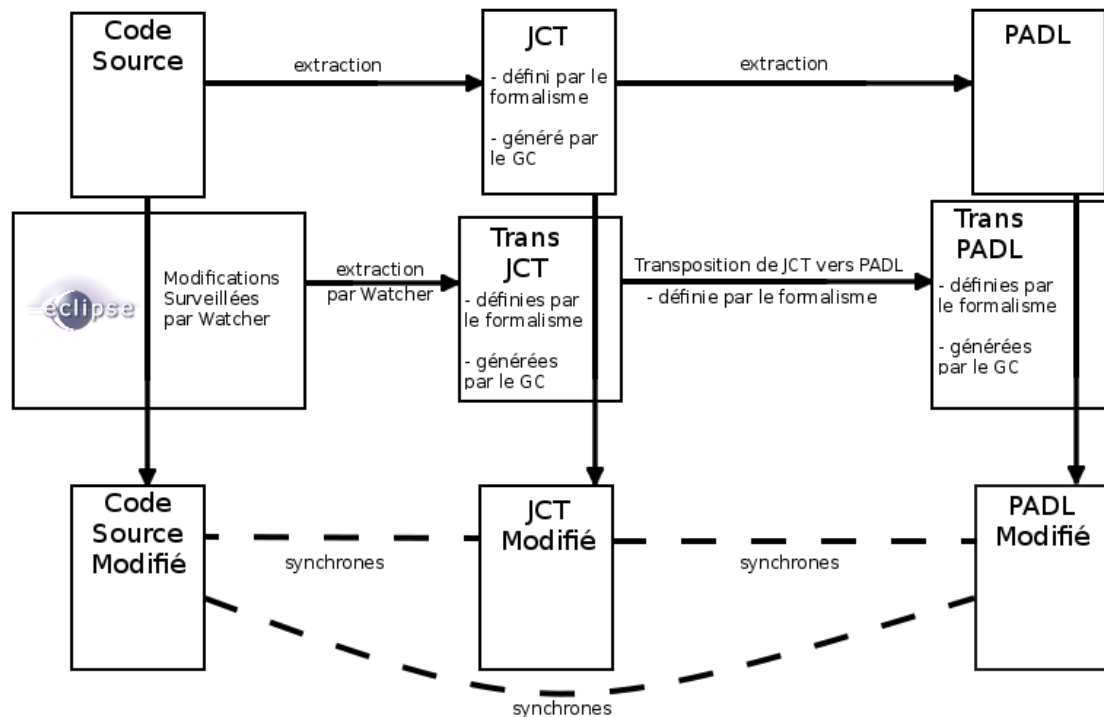 Code
Source
extraction
JCT
- défini par le
formalisme
- généré par
le GC
extraction
PADL
eclipse
Modifications
Surveillées
par Watcher
extraction
par Watcher
Trans
JCT
- définies par
le formalisme
- générées
par le GC
Transposition de JCT vers PADL
- définie par le formalisme
Trans
PADL
- définies par
le formalisme
- générées
par le GC
Code
Source
Modifié
synchrones
JCT
Modifié
synchrones
PADL
Modifié
synchrones